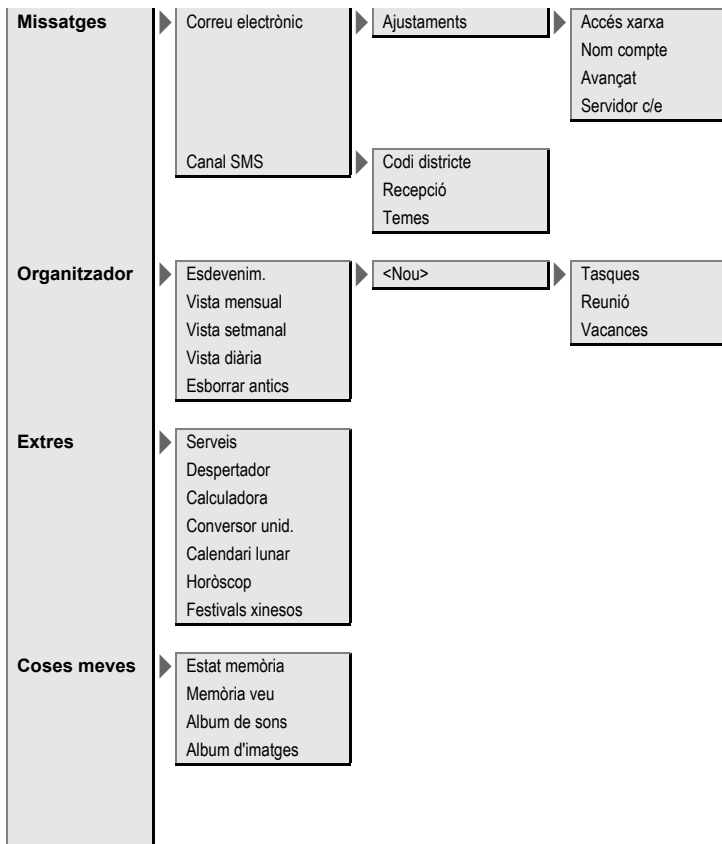 Missatges Correu electrònic Ajustaments Accés xarxa
Nom compte
Avançat
Servidor c/e
Canal SMS Codi districte
Recepció
Temes
Organitzador Esdevenim. <Nou> Tasques
Vista mensual Reunió
Vista setmanal Vacances
Vista diària
Esborrar antics
Extres Serveis
Despertador
Calculadora
Conversor unid.
Calendari lunar
Horòscop
Festivals xinesos
Coses meves Estat memòria
Memòria veu
Album de sons
Album d'imatges